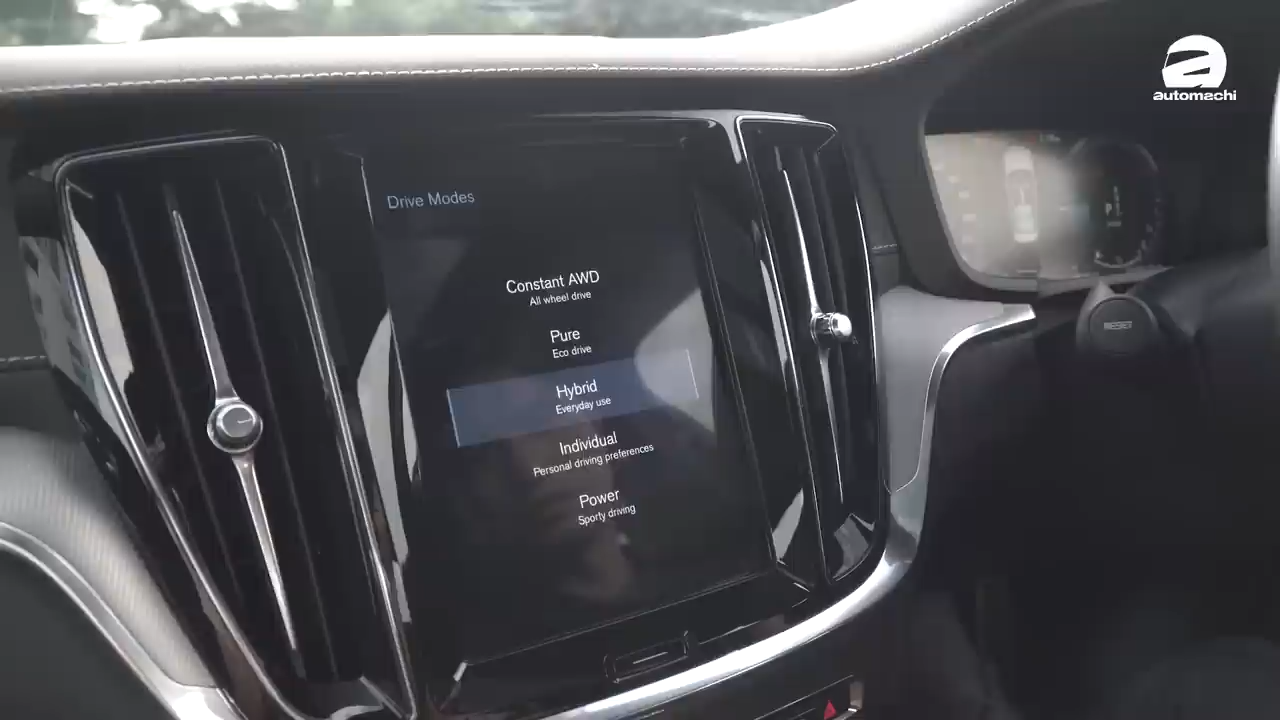 automachi
Drive Modes
Constant AWD
All wheel drive
Pure
Eco drive
Hybrid
Everyday use
Individual
Personal driving preferences
Power
Sporty driving
P
RESET